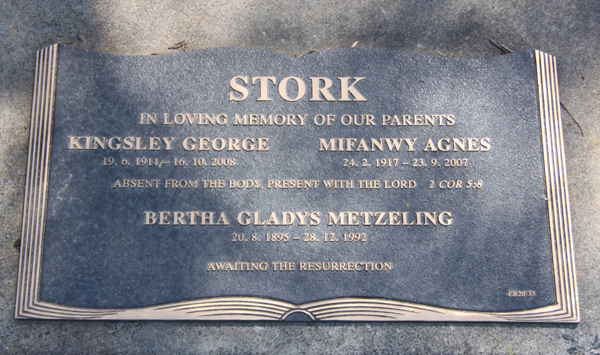 STORK
IN LOVING MEMORY OF OUR PARENTS
KINGSLEY GEORGE MIFANWY AGNES
19. 6. 1911 – 16. 10. 2008 24. 2. 1917 – 23. 9. 2007
ABSENT FROM THE BODY, PRESENT WITH THE LORD 2 COR 5:8
BERTHA GLADYS METZELING
20. 8. 1895 – 28. 12. 1992
AWAITING THE RESURRECTION